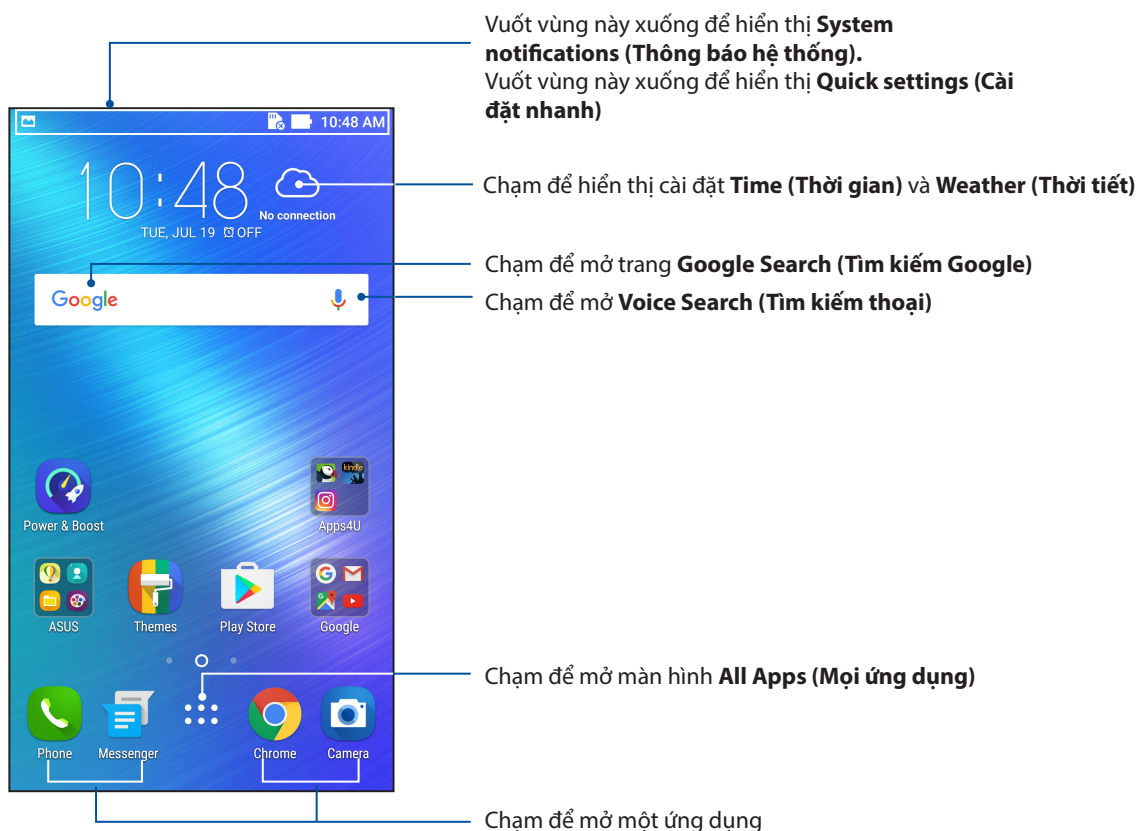 Vuốt vùng này xuống để hiển thị System
notifications (Thông báo hệ thống).
Vuốt vùng này xuống để hiển thị Quick settings (Cài
đặt nhanh)
10:48 AM
10:48
No connection
TUE, JUL 19 OFF
Chạm để hiển thị cài đặt Time (Thời gian) và Weather (Thời tiết)
Google
Chạm để mở trang Google Search (Tìm kiếm Google)
Chạm để mở Voice Search (Tìm kiếm thoại)
kindle
Power & Boost
Apps4U
ASUS
Themes
Play Store
Google
Chạm để mở màn hình All Apps (Mọi ứng dụng)
Phone
Messenger
Chrome
Camera
Chạm để mở một ứng dụng